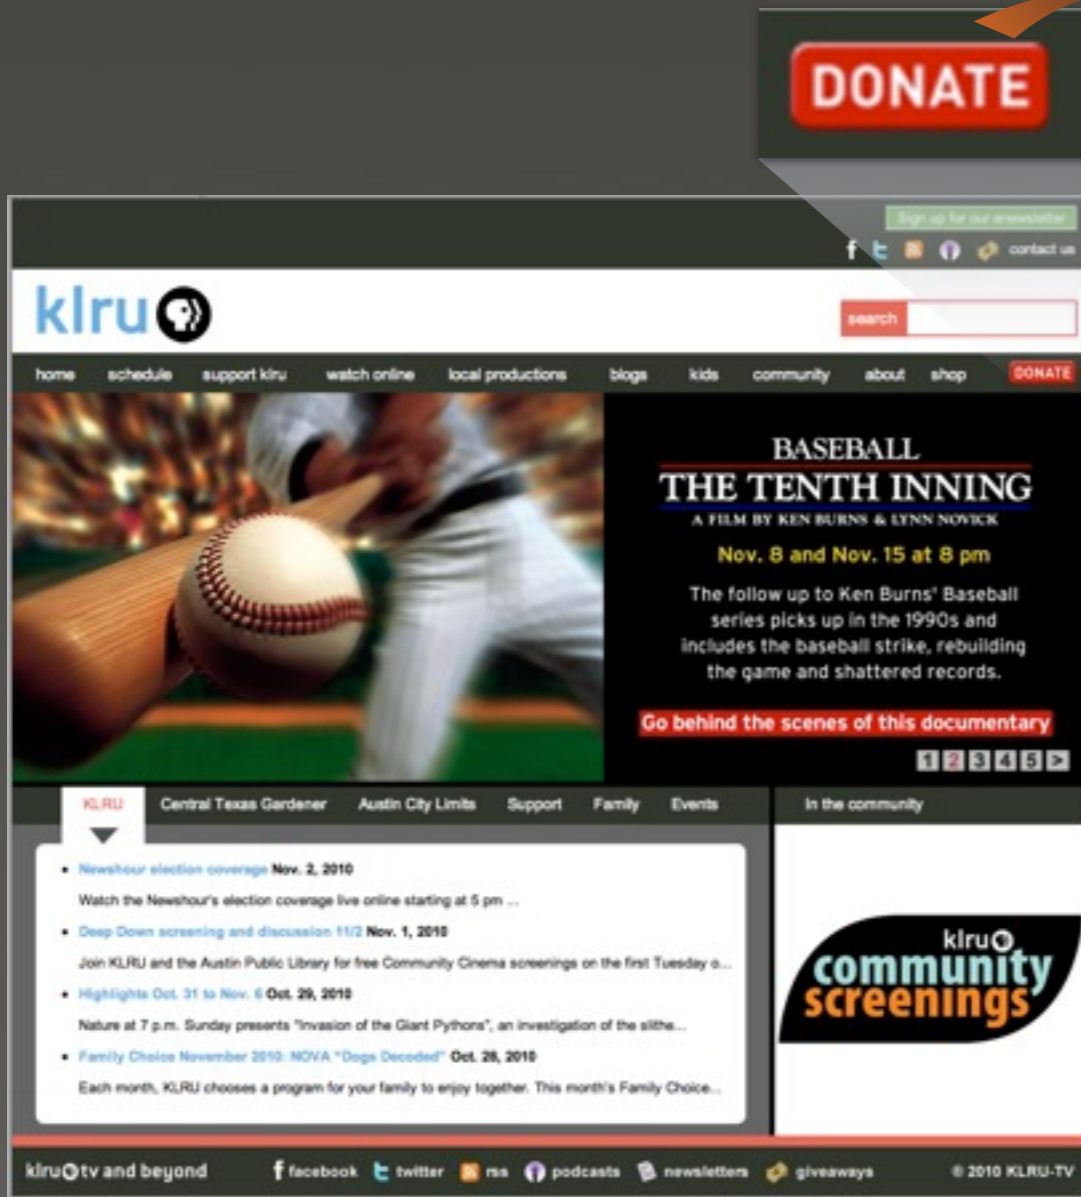 DONATE
Sign up for our enewsletter
contact us
klru
search
home schedule support klru watch online local productions blogs kids community about shop DONATE
BASEBALL
THE TENTH INNING
A FILM BY KEN BURNS & LYNN NOVICK
Nov. 8 and Nov. 15 at 8 pm
The follow up to Ken Burns' Baseball
series picks up in the 1990s and
includes the baseball strike, rebuilding
the game and shattered records.
Go behind the scenes of this documentary
1 2 3 4 5 >
KLRU Central Texas Gardener Austin City Limits Support Family Events
In the community
Newshour election coverage Nov. 2, 2010
Watch the Newshour's election coverage live online starting at 5 pm ...
Deep Down screening and discussion 11/2 Nov. 1, 2010
Join KLRU and the Austin Public Library for free Community Cinema screenings on the first Tuesday o...
Highlights Oct. 31 to Nov. 6 Oct. 29, 2010
Nature at 7 p.m. Sunday presents "Invasion of the Giant Pythons", an investigation of the slithe...
Family Choice November 2010: NOVA "Dogs Decoded" Oct. 28, 2010
Each month, KLRU chooses a program for your family to enjoy together. This month's Family Choice...
klru
community
screenings
klru tv and beyond
facebook twitter rss podcasts newsletters giveaways
© 2010 KLRU-TV